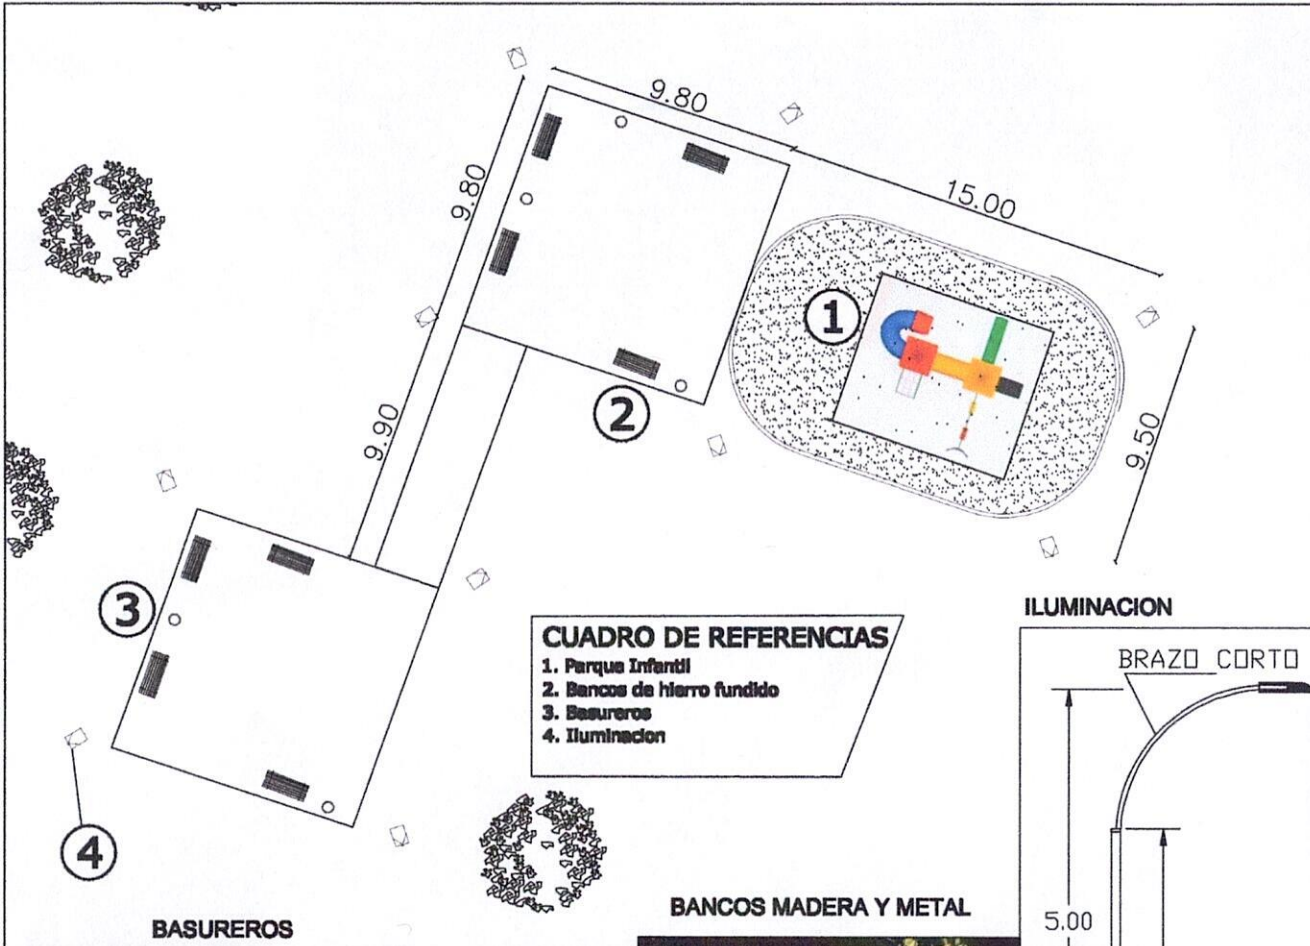 9.80
9.80
15.00
1
2
9.90
9.50
3
CUADRO DE REFERENCIAS
1. Parque Infantil
2. Bancos de hierro fundido
3. Basureros
4. Iluminacion
ILUMINACION
BRAZO CORTO
4
5.00
BASUREROS
BANCOS MADERA Y METAL